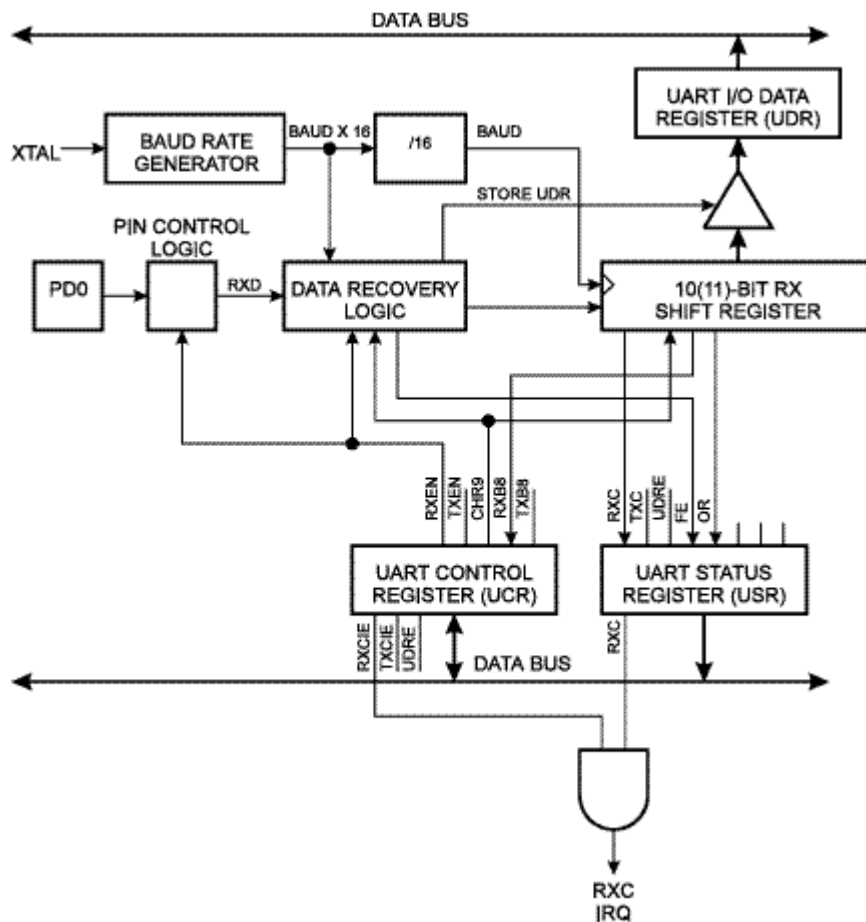 DATA BUS
UART I/O DATA
REGISTER (UDR)
XTAL
BAUD RATE
GENERATOR
BAUD X 16
/16
BAUD
STORE UDR
PIN CONTROL
LOGIC
PD0
RXD
DATA RECOVERY
LOGIC
10(11)-BIT RX
SHIFT REGISTER
RXEN
TXEN
CHR9
RXB8
TXB8
RXC
TXC
UDRE
FE
OR
UART CONTROL
REGISTER (UCR)
UART STATUS
REGISTER (USR)
RXCIE
TXCIE
UDRE
RXC
DATA BUS
RXC
IRQ